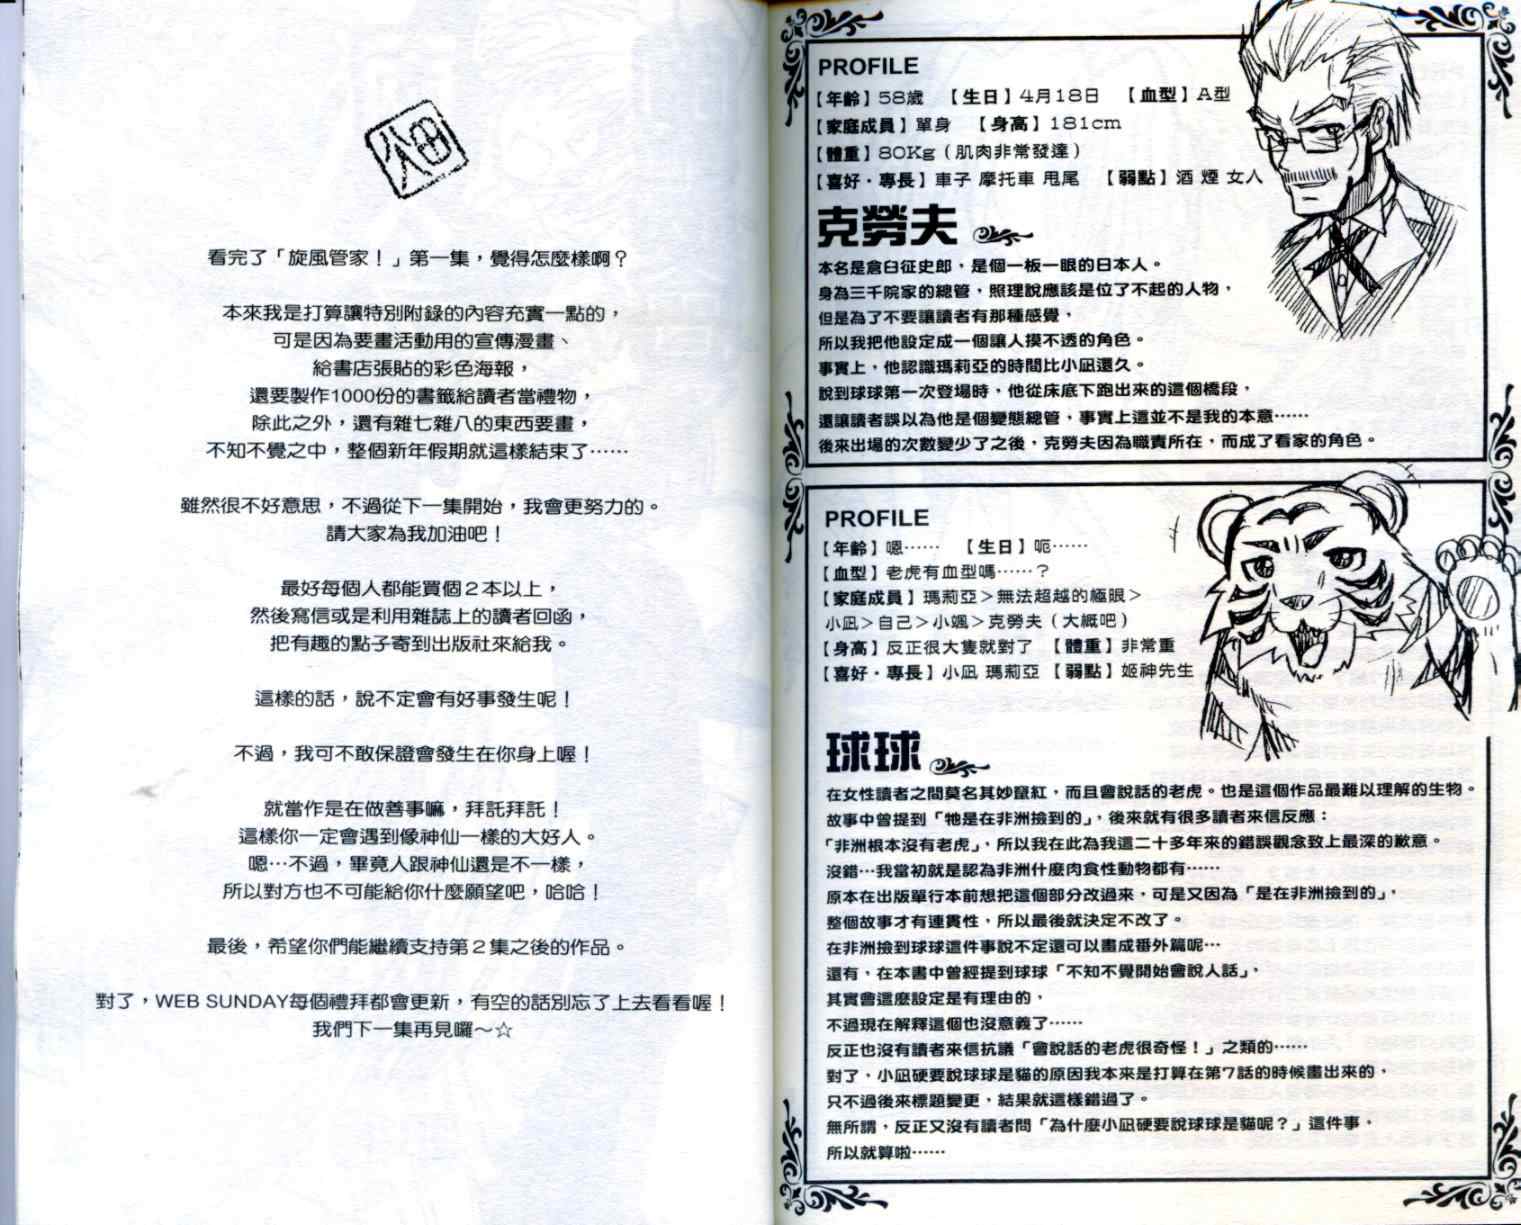 看完了「旋風管家！」第一集，覺得怎麼樣啊？
本來我是打算讓特別附錄的內容充實一點的，
可是因為要畫活動用的宣傳漫畫、
給書店張貼的彩色海報，
還要製作1000份的書籤給讀者當禮物，
除此之外，還有雜七雜八的東西要畫，
不知不覺之中，整個新年假期就這樣結束了……
雖然很不好意思，不過從下一集開始，我會更努力的。
請大家為我加油吧！
最好每個人都能買個２本以上，
然後寫信或是利用雜誌上的讀者回函，
把有趣的點子寄到出版社來給我。
這樣的話，說不定會有好事發生呢！
不過，我可不敢保證會發生在你身上喔！
就當作是在做善事嘛，拜託拜託！
這樣你一定會遇到像神仙一樣的大好人。
嗯…不過，畢竟人跟神仙還是不一樣，
所以對方也不可能給你什麼願望吧，哈哈！
最後，希望你們能繼續支持第２集之後的作品。
對了，WEB SUNDAY每個禮拜都會更新，有空的話別忘了上去看看喔！
我們下一集再見囉～☆
PROFILE
【年齡】58歲　【生日】4月18日　【血型】A型
【家庭成員】單身　【身高】181cm
【體重】80Kg（肌肉非常發達）
【喜好・專長】車子 摩托車 甩尾　【弱點】酒 煙 女人
克勞夫
本名是倉臼征史郎，是個一板一眼的日本人。
身為三千院家的總管，照理說應該是位了不起的人物，
但是為了不要讓讀者有那種感覺，
所以我把他設定成一個讓人摸不透的角色。
事實上，他認識瑪莉亞的時間比小凪還久。
說到球球第一次登場時，他從床底下跑出來的這個橋段，
還讓讀者誤以為他是個變態總管，事實上這並不是我的本意……
後來出場的次數變少了之後，克勞夫因為職責所在，而成了看家的角色。
PROFILE
【年齡】嗯……　【生日】呃……
【血型】老虎有血型嗎……？
【家庭成員】瑪莉亞＞無法超越的極限＞
小凪＞自己＞小颯＞克勞夫（大概吧）
【身高】反正很大隻就對了　【體重】非常重
【喜好・專長】小凪 瑪莉亞【弱點】姬神先生
球球
在女性讀者之間莫名其妙竄紅，而且會說話的老虎。也是這個作品最難以理解的生物。
故事中曾提到「牠是在非洲撿到的」，後來就有很多讀者來信反應：
「非洲根本沒有老虎」，所以我在此為我這二十多年來的錯誤觀念致上最深的歉意。
沒錯…我當初就是認為非洲什麼肉食性動物都有……
原本在出版單行本前想把這個部分改過來，可是又因為「是在非洲撿到的」，
整個故事才有連貫性，所以最後就決定不改了。
在非洲撿到球球這件事說不定還可以畫成番外篇呢…
還有，在本書中曾經提到球球「不知不覺開始會說人話」，
其實會這麼設定是有理由的，
不過現在解釋這個也沒意義了……
反正也沒有讀者來信抗議「會說話的老虎很奇怪！」之類的……
對了，小凪硬要說球球是貓的原因我本來是打算在第7話的時候畫出來的，
只不過後來標題變更，結果就這樣錯過了。
無所謂，反正又沒有讀者問「為什麼小凪硬要說球球是貓呢？」這件事，
所以就算啦……